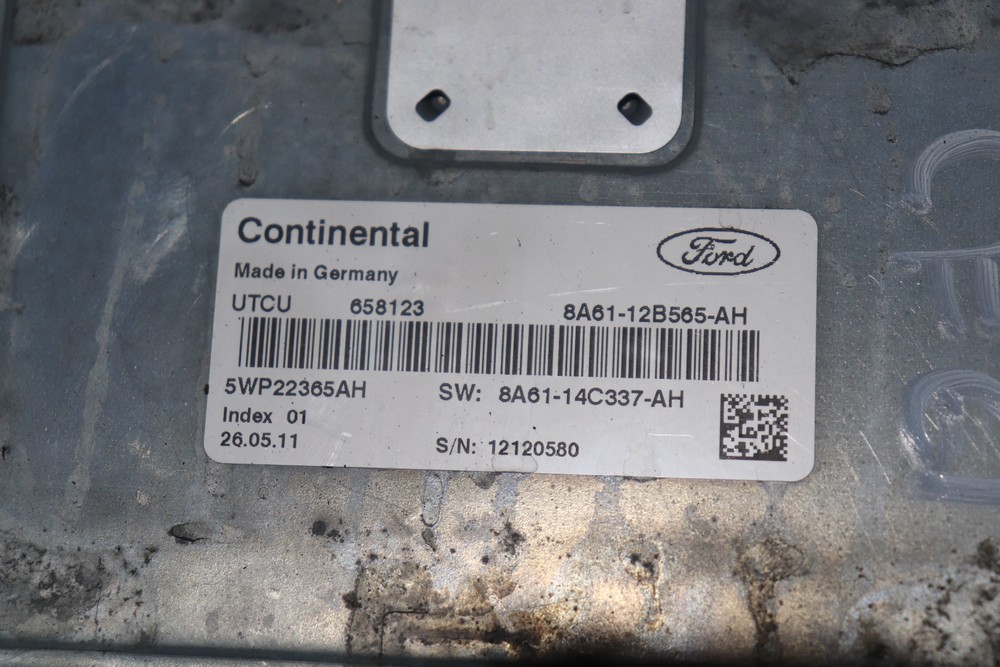 Continental
Ford
Made in Germany
UTCU 658123 8A61-12B565-AH
5WP22365AH SW: 8A61-14C337-AH
Index 01
26.05.11 S/N: 12120580